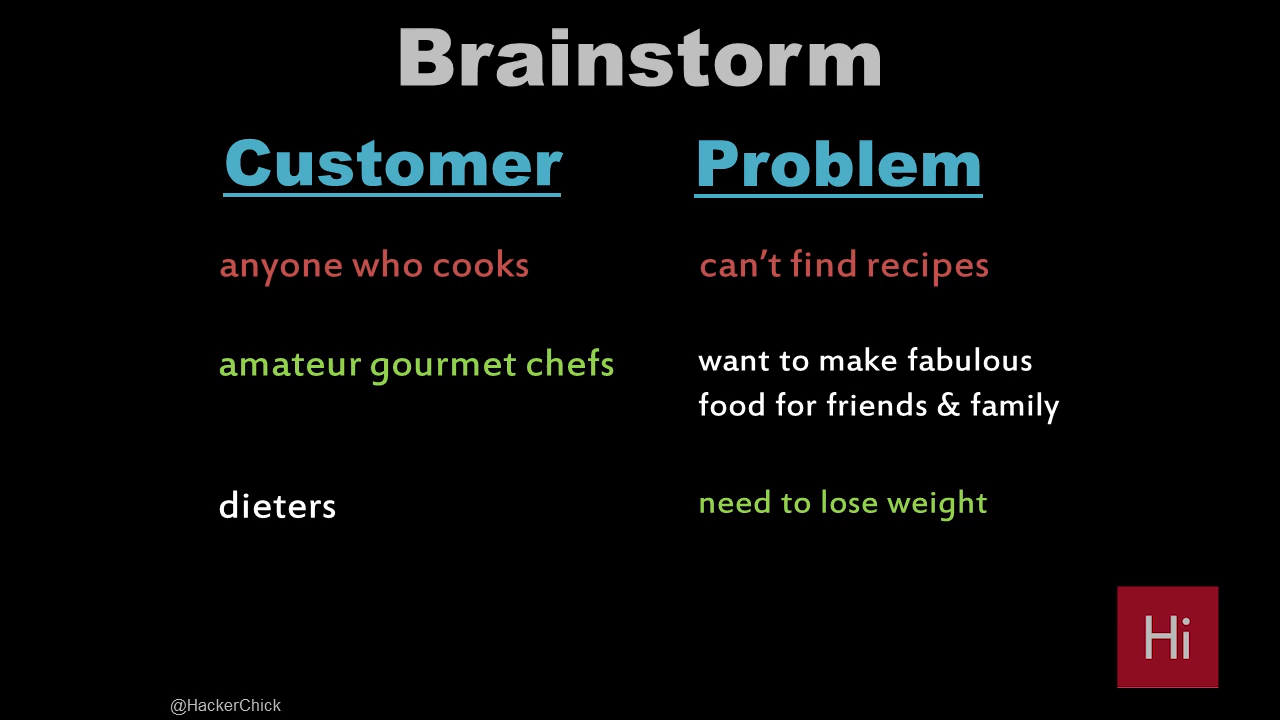 Brainstorm
Customer
Problem
anyone who cooks
can’t find recipes
amateur gourmet chefs
want to make fabulous
food for friends & family
dieters
need to lose weight
Hi
@HackerChick